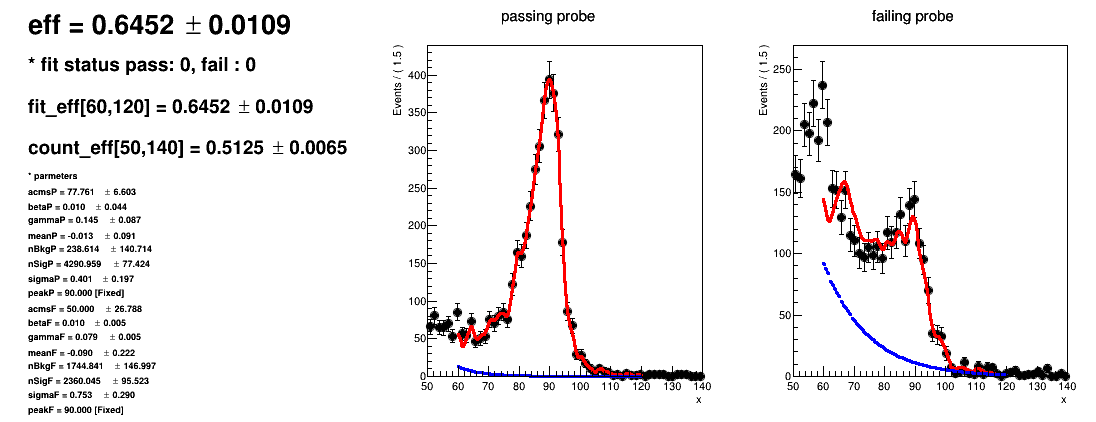 eff = 0.6452 ± 0.0109
* fit status pass: 0, fail : 0
fit_eff[60,120] = 0.6452 ± 0.0109
count_eff[50,140] = 0.5125 ± 0.0065
* parmeters
acmsP = 77.761 ± 6.603
betaP = 0.010 ± 0.044
gammaP = 0.145 ± 0.087
meanP = -0.013 ± 0.091
nBkgP = 238.614 ± 140.714
nSigP = 4290.959 ± 77.424
sigmaP = 0.401 ± 0.197
peakP = 90.000 [Fixed]
acmsF = 50.000 ± 26.788
betaF = 0.010 ± 0.005
gammaF = 0.079 ± 0.005
meanF = -0.090 ± 0.222
nBkgF = 1744.841 ± 146.997
nSigF = 2360.045 ± 95.523
sigmaF = 0.753 ± 0.290
peakF = 90.000 [Fixed]
passing probe
Events / ( 1.5 )
400
350
300
250
200
150
100
50
0
50 60 70 80 90 100 110 120 130 140
x
failing probe
Events / ( 1.5 )
250
200
150
100
50
0
50 60 70 80 90 100 110 120 130 140
x